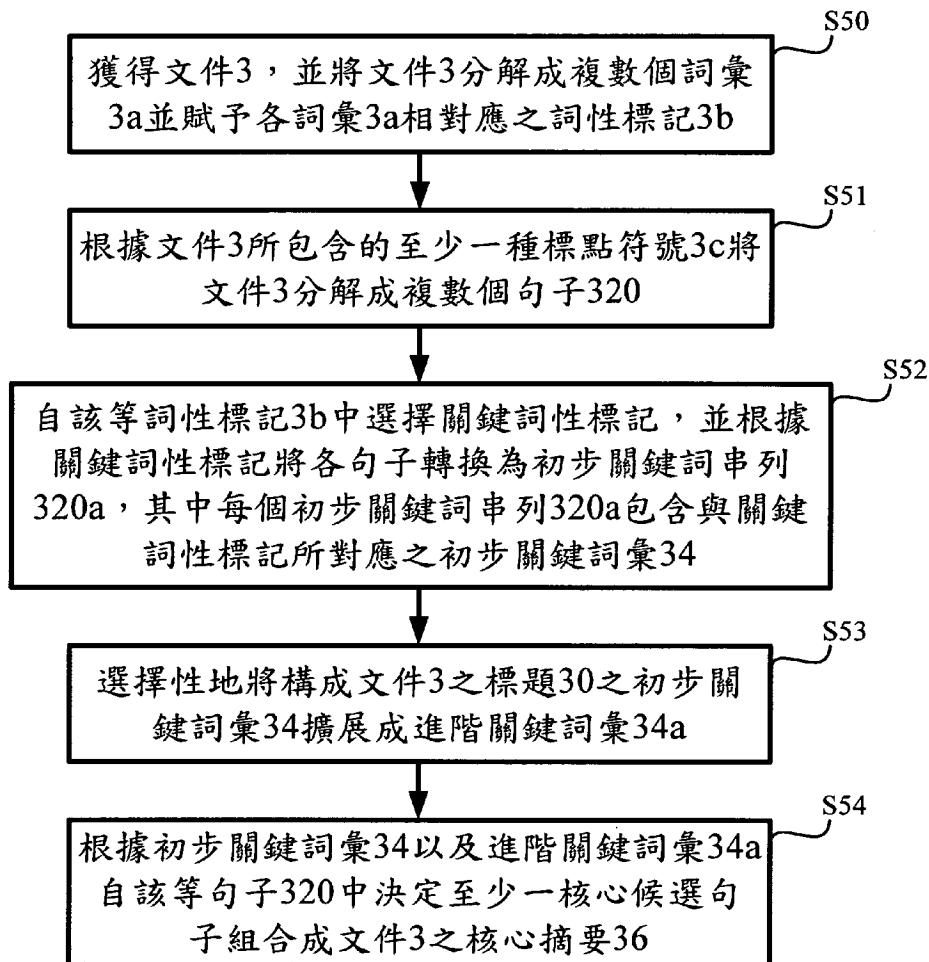 S50
獲得文件3，並將文件3分解成複數個詞彙
3a並賦予各詞彙3a相對應之詞性標記3b
S51
根據文件3所包含的至少一種標點符號3c將
文件3分解成複數個句子320
S52
自該等詞性標記3b中選擇關鍵詞性標記，並根據
關鍵詞性標記將各句子轉換為初步關鍵詞串列
320a，其中每個初步關鍵詞串列320a包含與關鍵
詞性標記所對應之初步關鍵詞彙34
S53
選擇性地將構成文件3之標題30之初步關
鍵詞彙34擴展成進階關鍵詞彙34a
S54
根據初步關鍵詞彙34以及進階關鍵詞彙34a
自該等句子320中決定至少一核心候選句
子組合成文件3之核心摘要36